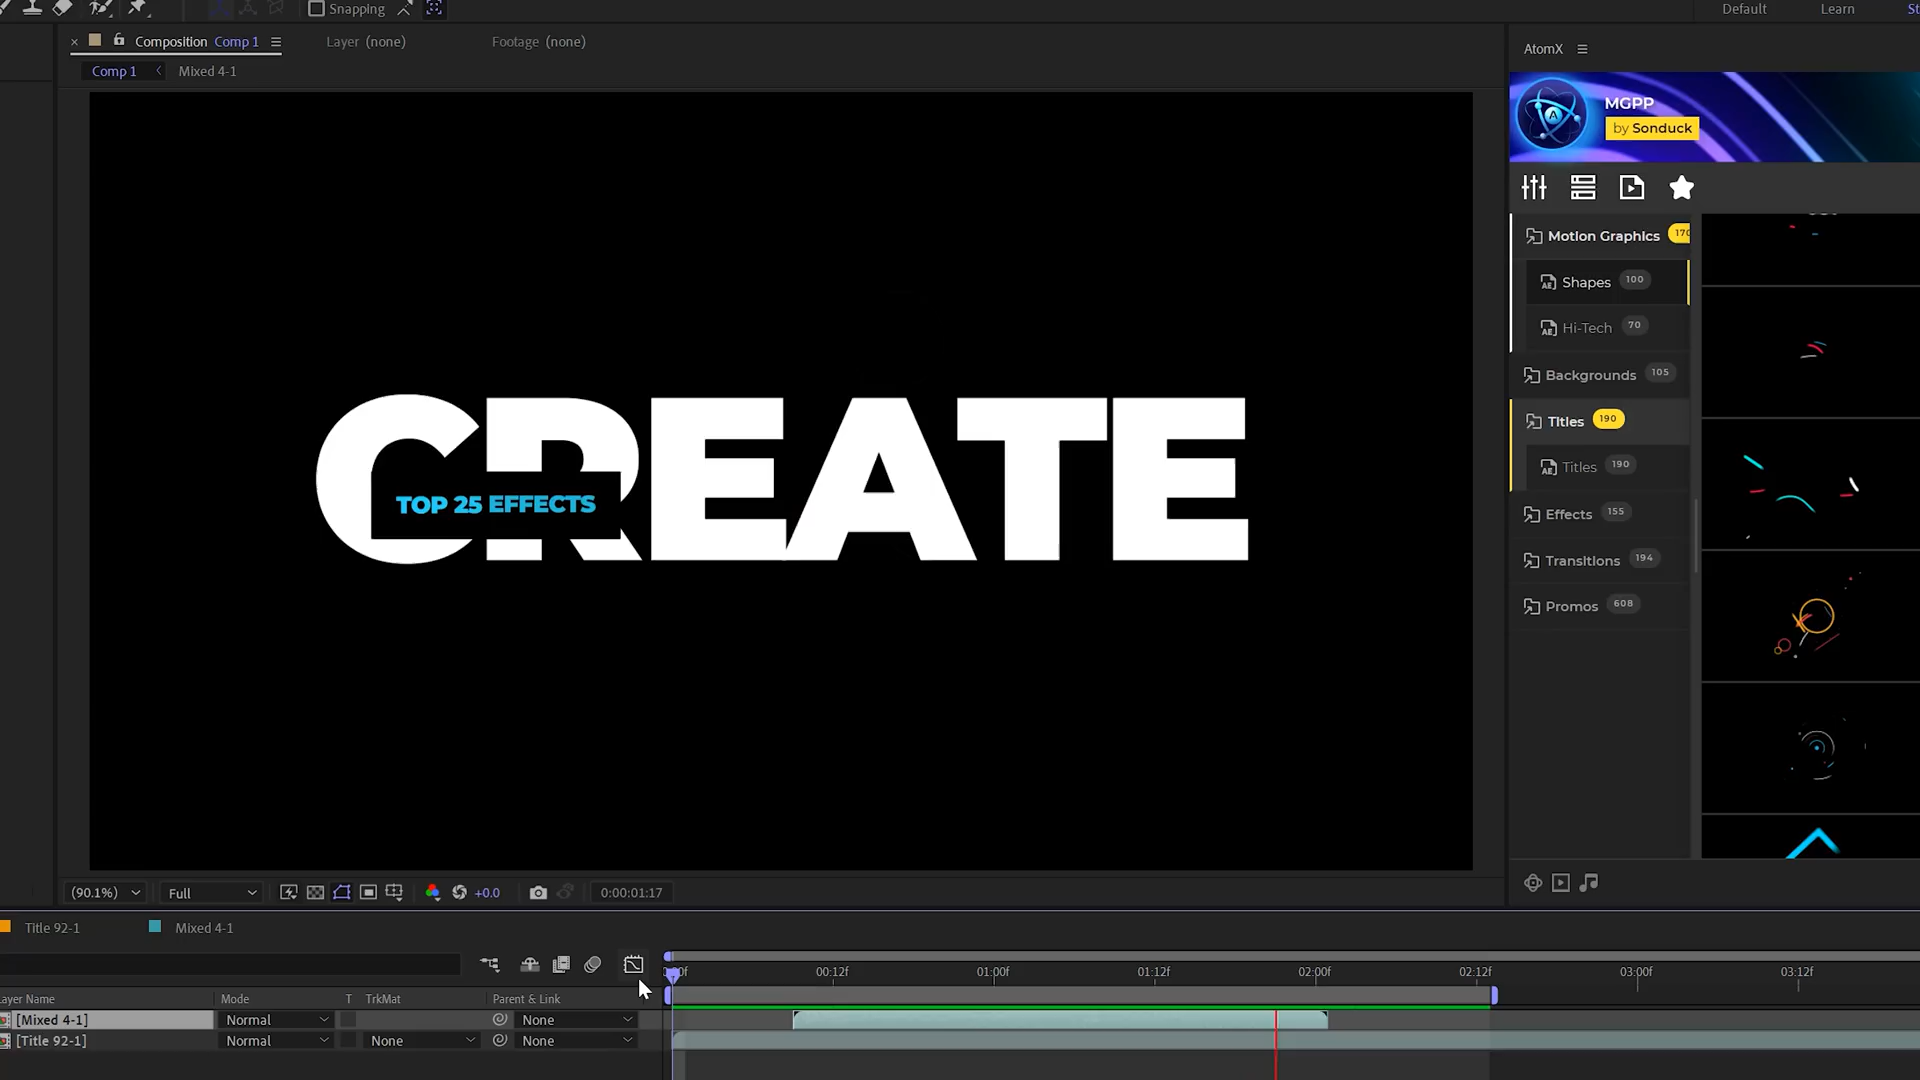 Snapping
Default
Learn
St
Composition Comp 1
Layer (none)
Footage (none)
Comp 1
Mixed 4-1
AtomX
MGPP
by Sonduck
Motion Graphics 170
Shapes 100
Hi-Tech 70
Backgrounds 105
Titles 190
Titles 190
Effects 155
Transitions 194
Promos 608
CREATE
TOP 25 EFFECTS
(90.1%)
Full
+0.0
0:00:01:17
Title 92-1
Mixed 4-1
00:12f
01:00f
01:12f
02:00f
02:12f
03:00f
03:12f
ayer Name
Mode
T
TrkMat
Parent & Link
[Mixed 4-1]
Normal
None
[Title 92-1]
Normal
None
None